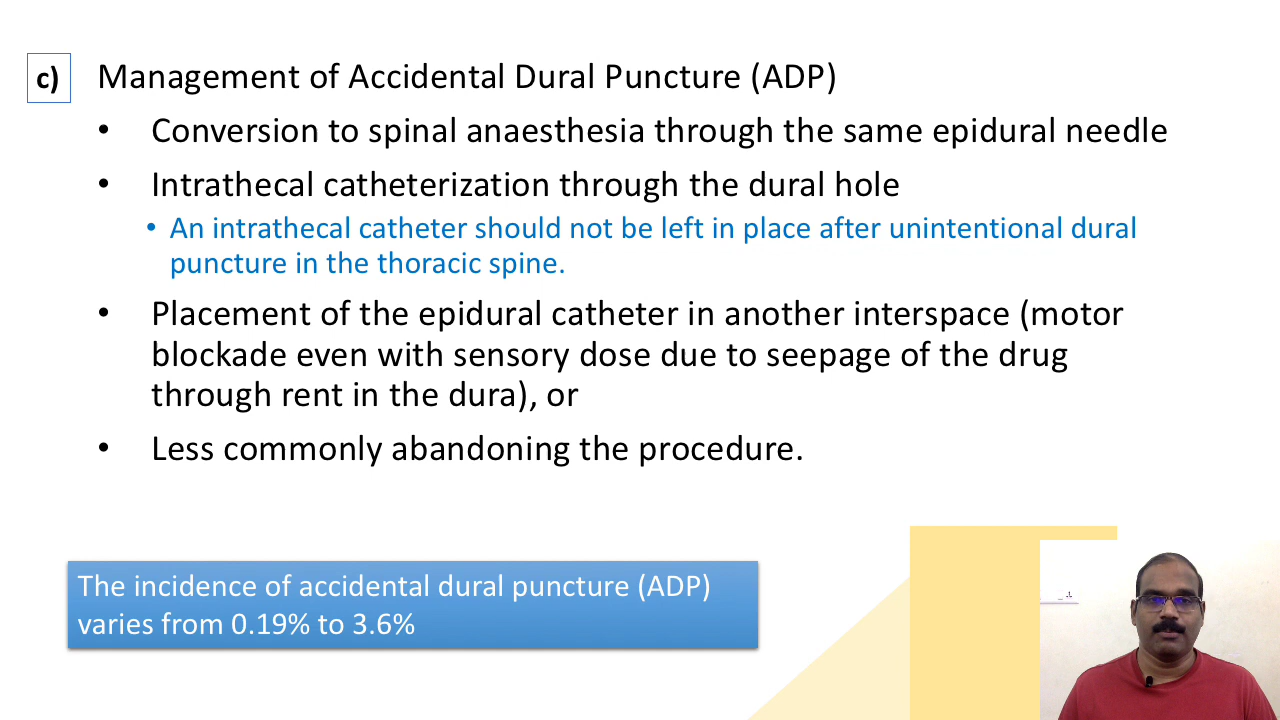 c) Management of Accidental Dural Puncture (ADP)
• Conversion to spinal anaesthesia through the same epidural needle
• Intrathecal catheterization through the dural hole
• An intrathecal catheter should not be left in place after unintentional dural
puncture in the thoracic spine.
• Placement of the epidural catheter in another interspace (motor
blockade even with sensory dose due to seepage of the drug
through rent in the dura), or
• Less commonly abandoning the procedure.
The incidence of accidental dural puncture (ADP)
varies from 0.19% to 3.6%